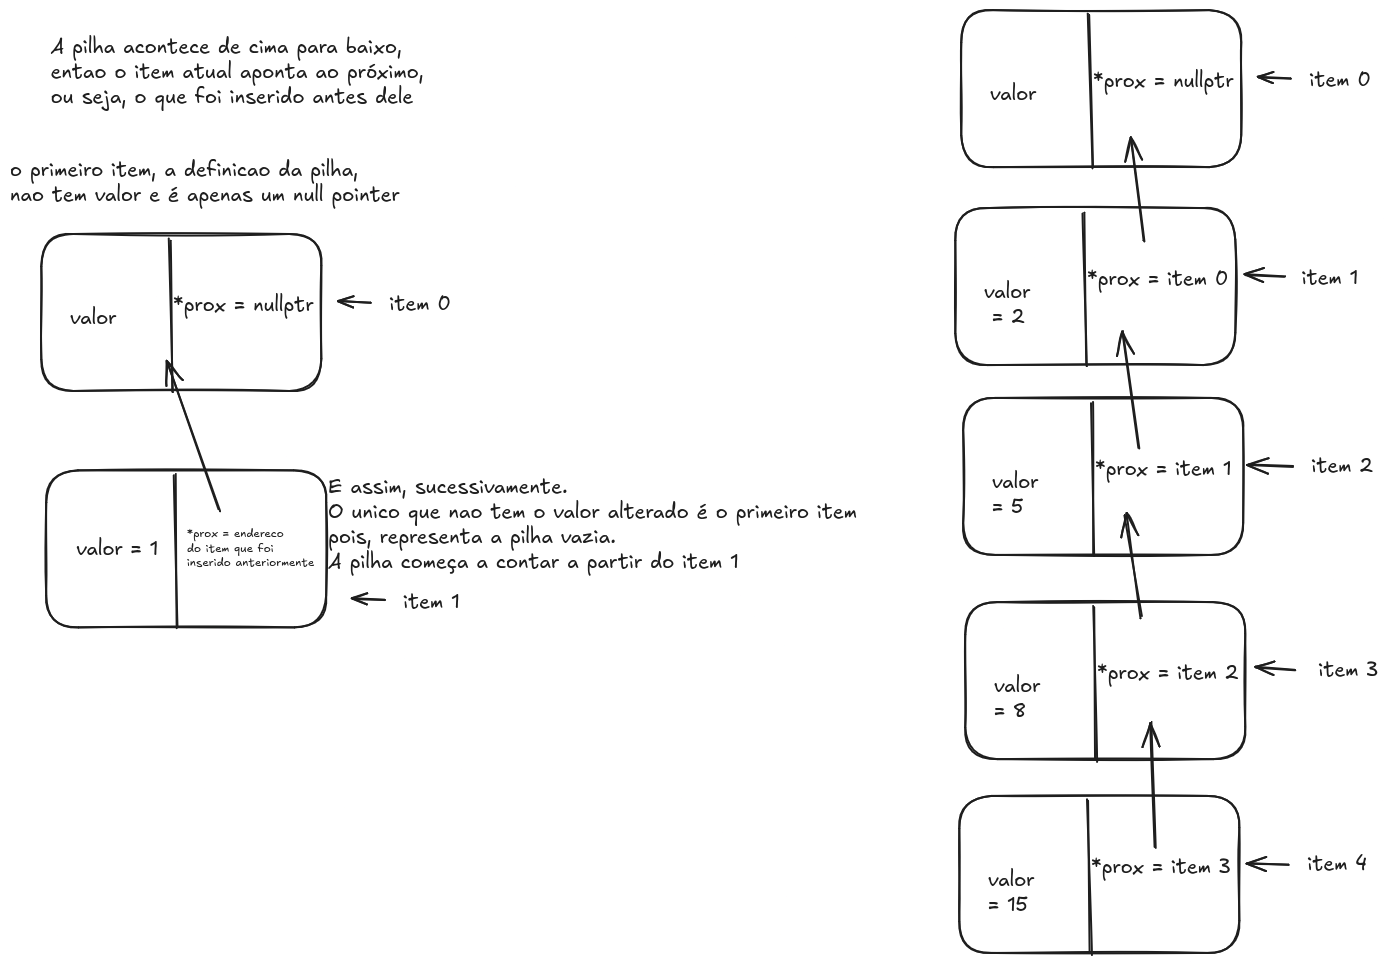 A pilha acontece de cima para baixo,
entao o item atual aponta ao próximo,
ou seja, o que foi inserido antes dele
o primeiro item, a definicao da pilha,
nao tem valor e é apenas um null pointer
valor
*prox = nullptr
item 0
valor = 1
*prox = endereco
do item que foi
inserido anteriormente
E assim, sucessivamente.
O unico que nao tem o valor alterado é o primeiro item
pois, representa a pilha vazia.
A pilha começa a contar a partir do item 1
item 1
valor
*prox = nullptr
item 0
valor
= 2
*prox = item 0
item 1
valor
= 5
*prox = item 1
item 2
valor
= 8
*prox = item 2
item 3
valor
= 15
*prox = item 3
item 4